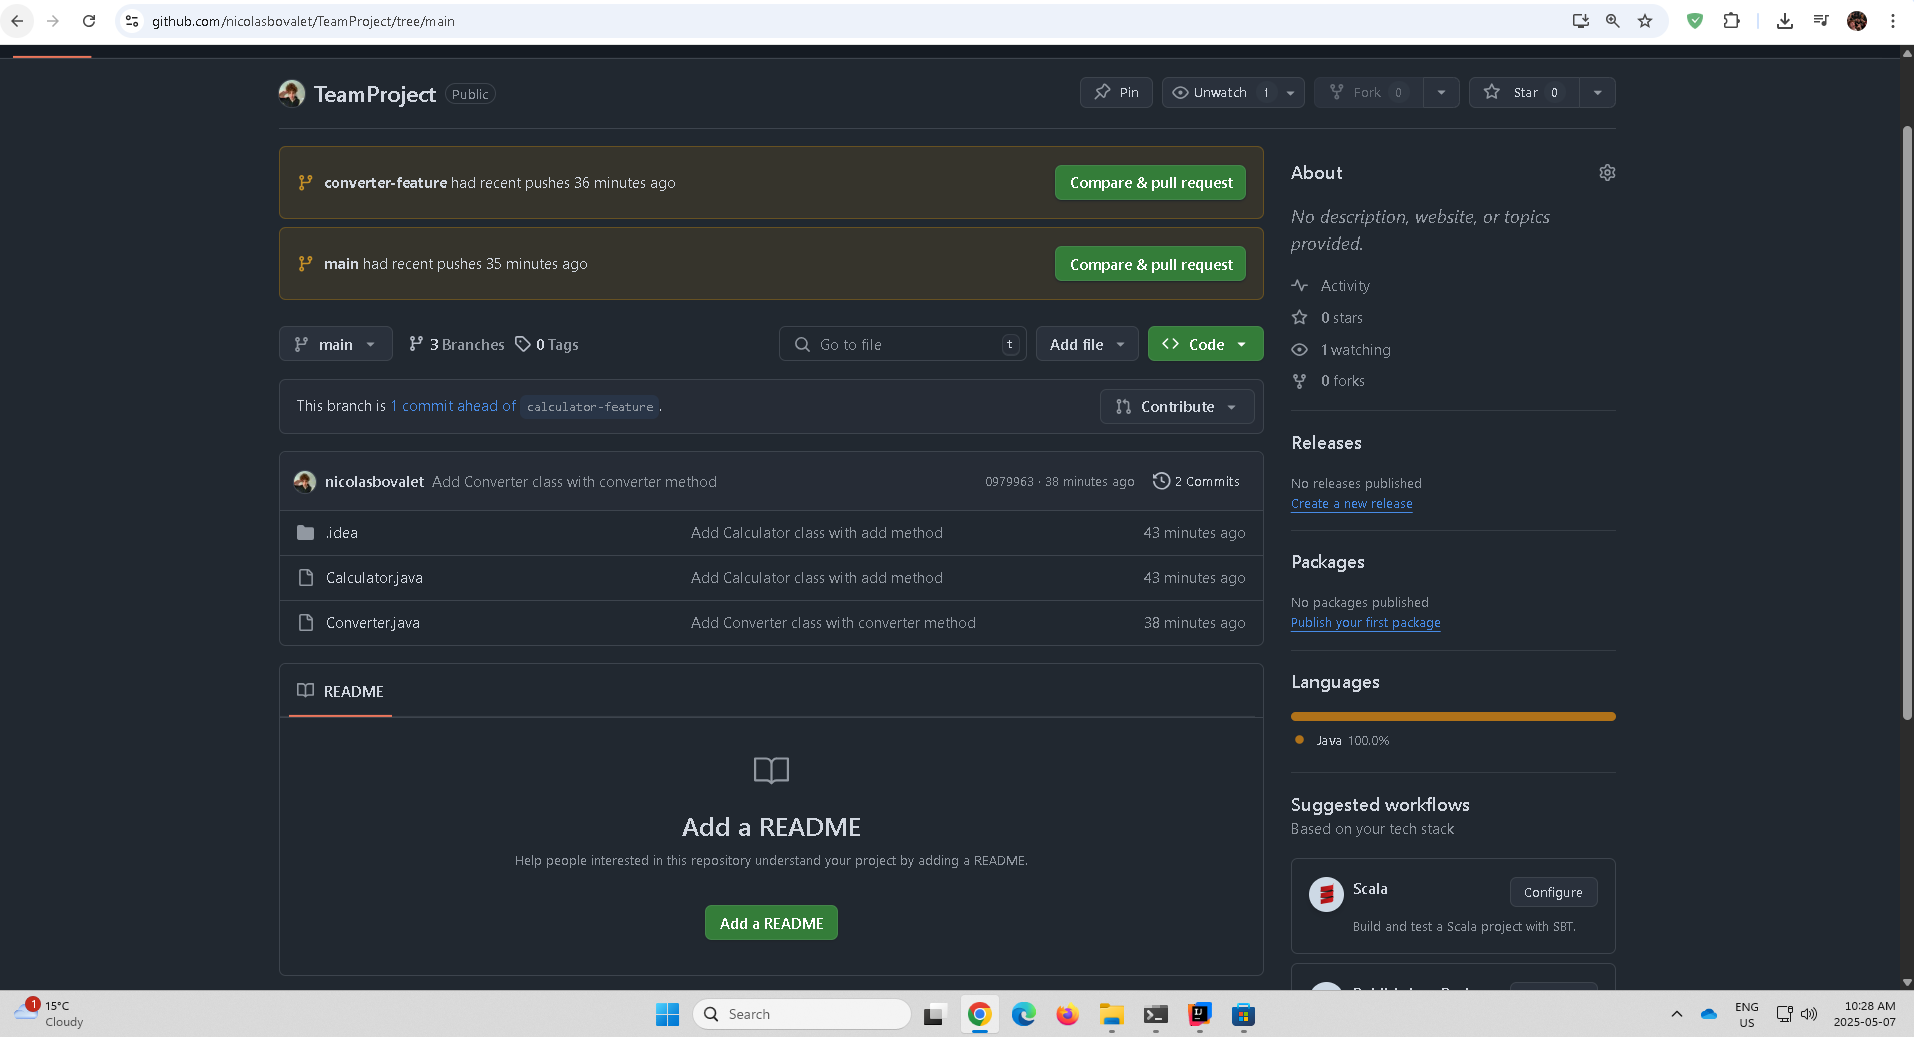 github.com/nicolasbovalet/TeamProject/tree/main
TeamProject Public
Pin
Unwatch 1
Fork 0
Star 0
converter-feature had recent pushes 36 minutes ago
Compare & pull request
main had recent pushes 35 minutes ago
Compare & pull request
main
3 Branches
0 Tags
Go to file t
Add file
Code
This branch is 1 commit ahead of calculator-feature.
Contribute
nicolasbovalet Add Converter class with converter method
0979963 · 38 minutes ago
2 Commits
.idea Add Calculator class with add method 43 minutes ago
Calculator.java Add Calculator class with add method 43 minutes ago
Converter.java Add Converter class with converter method 38 minutes ago
README
Add a README
Help people interested in this repository understand your project by adding a README.
Add a README
About
No description, website, or topics
provided.
Activity
0 stars
1 watching
0 forks
Releases
No releases published
Create a new release
Packages
No packages published
Publish your first package
Languages
Java 100.0%
Suggested workflows
Based on your tech stack
Scala
Configure
Build and test a Scala project with SBT.
1
15°C
Cloudy
Search
ENG
US
10:28 AM
2025-05-07